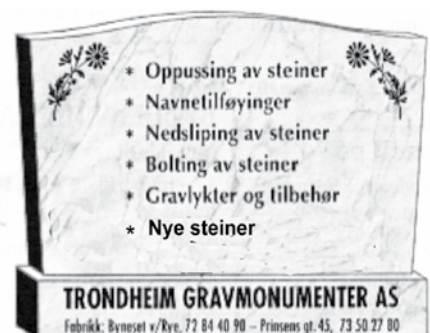 * Oppussing av steiner
* Navnetilføyinger
* Nedsliping av steiner
* Bolting av steiner
* Gravlykter og tilbehør
* Nye steiner
TRONDHEIM GRAVMONUMENTER AS
Fabrikk: Byneset v/Rye, 72 84 40 90 – Prinsens gt. 45, 73 50 27 80